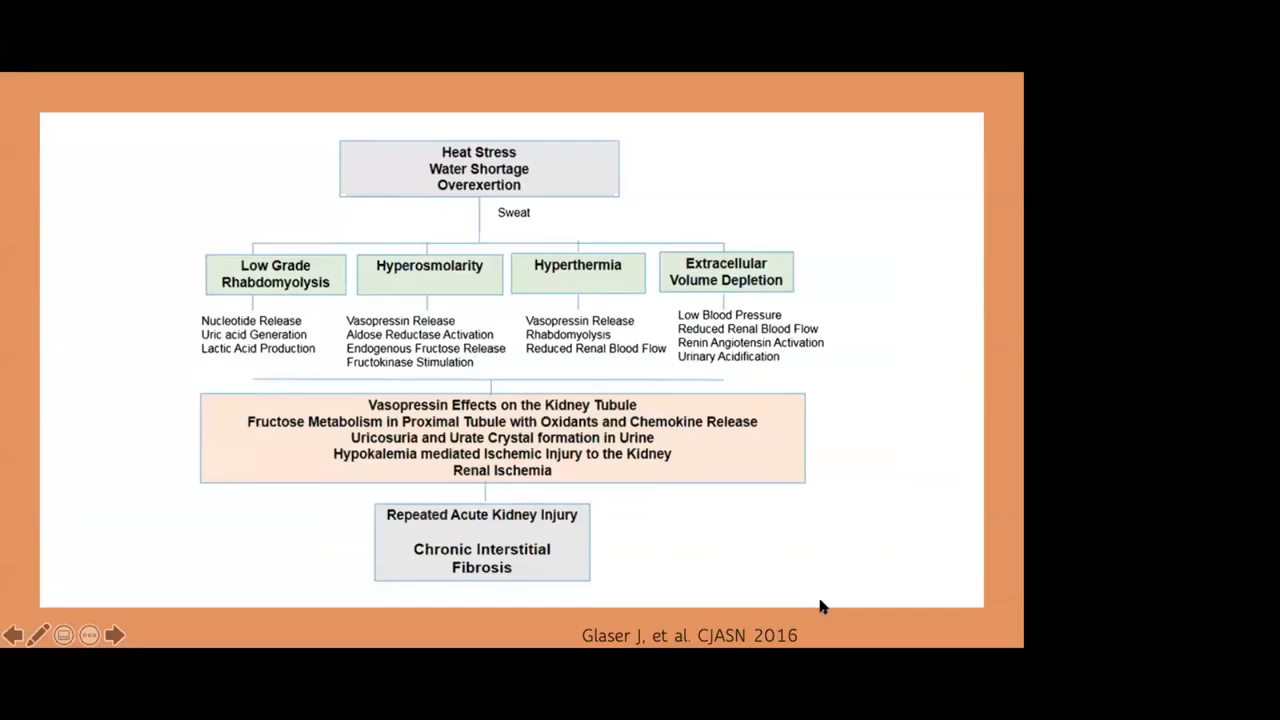 Heat Stress
Water Shortage
Overexertion
Sweat
Low Grade
Rhabdomyolysis
Hyperosmolarity
Hyperthermia
Extracellular
Volume Depletion
Nucleotide Release
Uric acid Generation
Lactic Acid Production
Vasopressin Release
Aldose Reductase Activation
Endogenous Fructose Release
Fructokinase Stimulation
Vasopressin Release
Rhabdomyolysis
Reduced Renal Blood Flow
Low Blood Pressure
Reduced Renal Blood Flow
Renin Angiotensin Activation
Urinary Acidification
Vasopressin Effects on the Kidney Tubule
Fructose Metabolism in Proximal Tubule with Oxidants and Chemokine Release
Uricosuria and Urate Crystal formation in Urine
Hypokalemia mediated Ischemic Injury to the Kidney
Renal Ischemia
Repeated Acute Kidney Injury
Chronic Interstitial
Fibrosis
Glaser J, et al. CJASN 2016